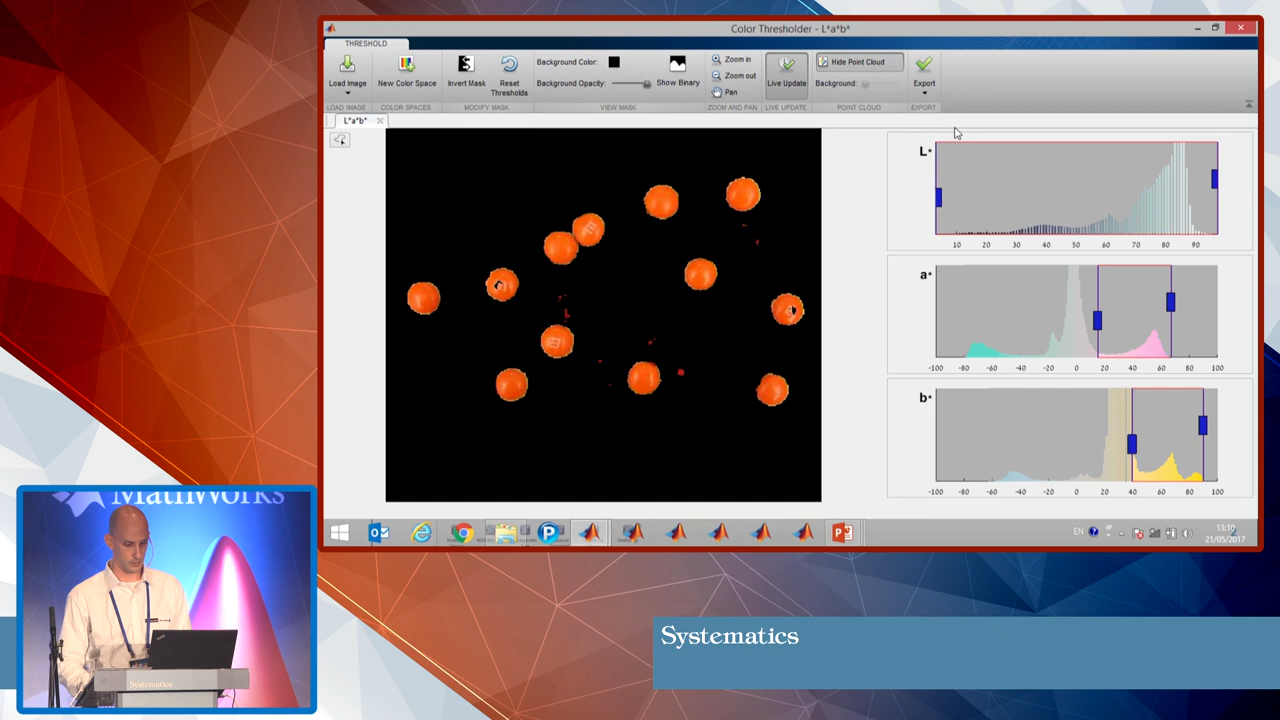 Color Thresholder - L*a*b*
THRESHOLD
Load Image
New Color Space
Invert Mask
Reset Thresholds
Background Color:
Background Opacity:
Show Binary
Zoom in
Zoom out
Pan
Live Update
Hide Point Cloud
Background:
Export
LOAD IMAGE
COLOR SPACES
MODIFY MASK
VIEW MASK
ZOOM AND PAN
LIVE UPDATE
POINT CLOUD
EXPORT
L*a*b*
L*
10 20 30 40 50 60 70 80 90
a*
-100 -80 -60 -40 -20 0 20 40 60 80 100
b*
-100 -80 -60 -40 -20 0 20 40 60 80 100
EN
13:10
21/05/2017
MathWorks
Systematics
Systematics